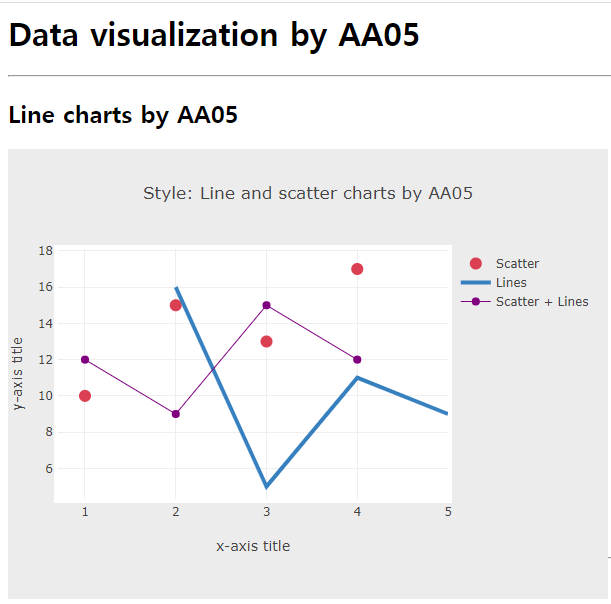 Data visualization by AA05
Line charts by AA05
Style: Line and scatter charts by AA05
18
16
14
12
10
8
6
y-axis title
1 2 3 4 5
x-axis title
Scatter
Lines
Scatter + Lines